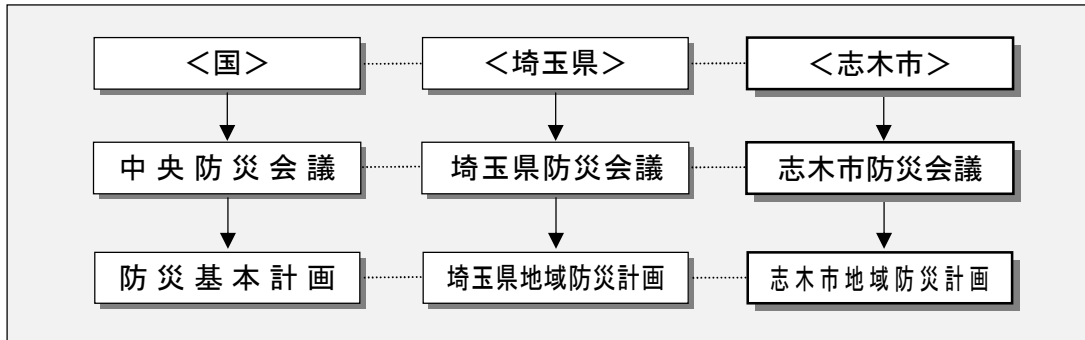 <国>
<埼玉県>
<志木市>
中央防災会議
埼玉県防災会議
志木市防災会議
防災基本計画
埼玉県地域防災計画
志木市地域防災計画